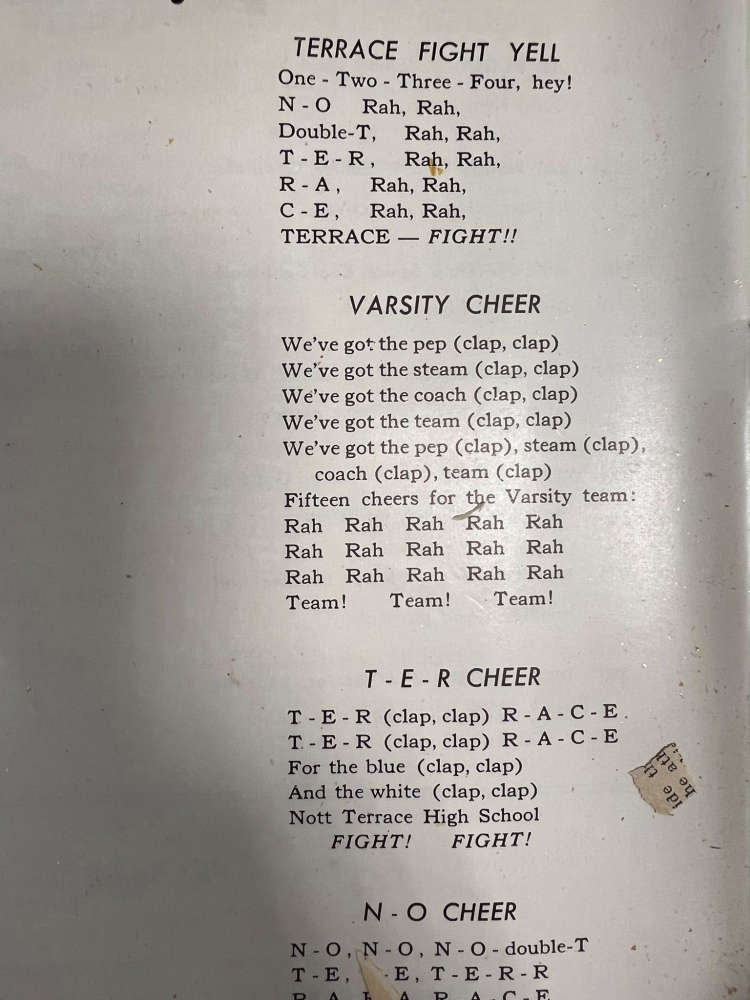 TERRACE FIGHT YELL
One - Two - Three - Four, hey!
N - O Rah, Rah,
Double-T, Rah, Rah,
T - E - R, Rah, Rah,
R - A, Rah, Rah,
C - E, Rah, Rah,
TERRACE — FIGHT!!
VARSITY CHEER
We've got the pep (clap, clap)
We've got the steam (clap, clap)
We've got the coach (clap, clap)
We've got the team (clap, clap)
We've got the pep (clap), steam (clap),
coach (clap), team (clap)
Fifteen cheers for the Varsity team:
Rah Rah Rah Rah Rah
Rah Rah Rah Rah Rah
Rah Rah Rah Rah Rah
Team! Team! Team!
T - E - R CHEER
T - E - R (clap, clap) R - A - C - E
T - E - R (clap, clap) R - A - C - E
For the blue (clap, clap)
And the white (clap, clap)
Nott Terrace High School
FIGHT! FIGHT!
ide th
he ath
N - O CHEER
N - O, N - O, N - O - double-T
T - E, - E, T - E - R - R
R A C - E